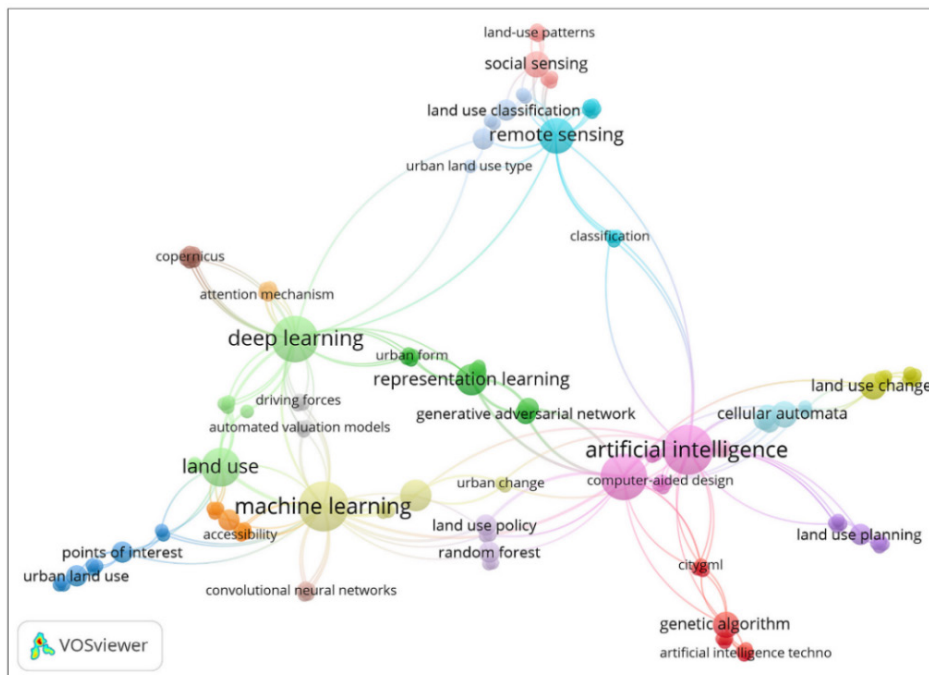 land-use patterns
social sensing
land use classification
remote sensing
urban land use type
classification
copernicus
attention mechanism
deep learning
urban form
representation learning
land use change
driving forces
generative adversarial network
cellular automata
automated valuation models
artificial intelligence
land use
computer-aided design
urban change
machine learning
land use policy
accessibility
land use planning
points of interest
random forest
urban land use
citygml
convolutional neural networks
genetic algorithm
artificial intelligence techno
VOSviewer